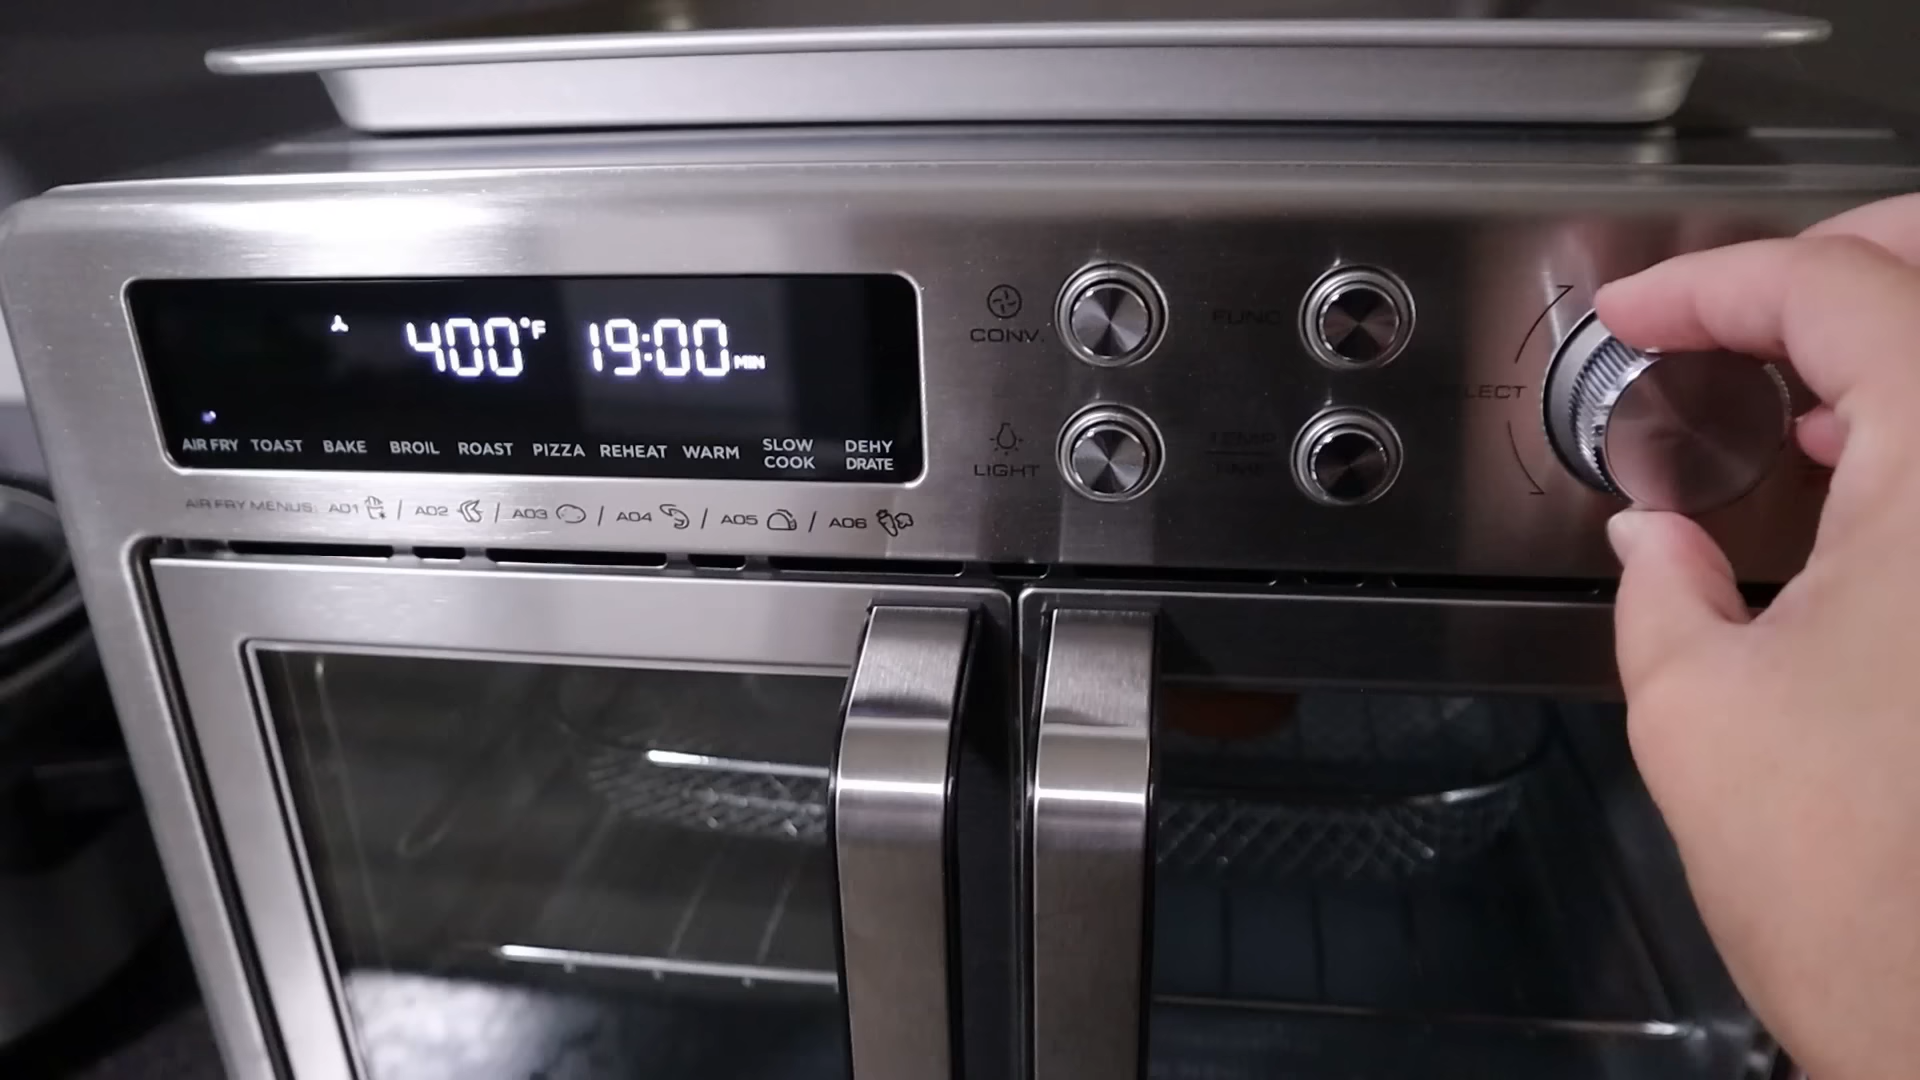 400°F 19:00 MIN
AIR FRY TOAST BAKE BROIL ROAST PIZZA REHEAT WARM SLOW COOK DEHY DRATE
AIR FRY MENUS: A01 / A02 / A03 / A04 / A05 / A06
CONV. FUNC
LIGHT TEMP TIME